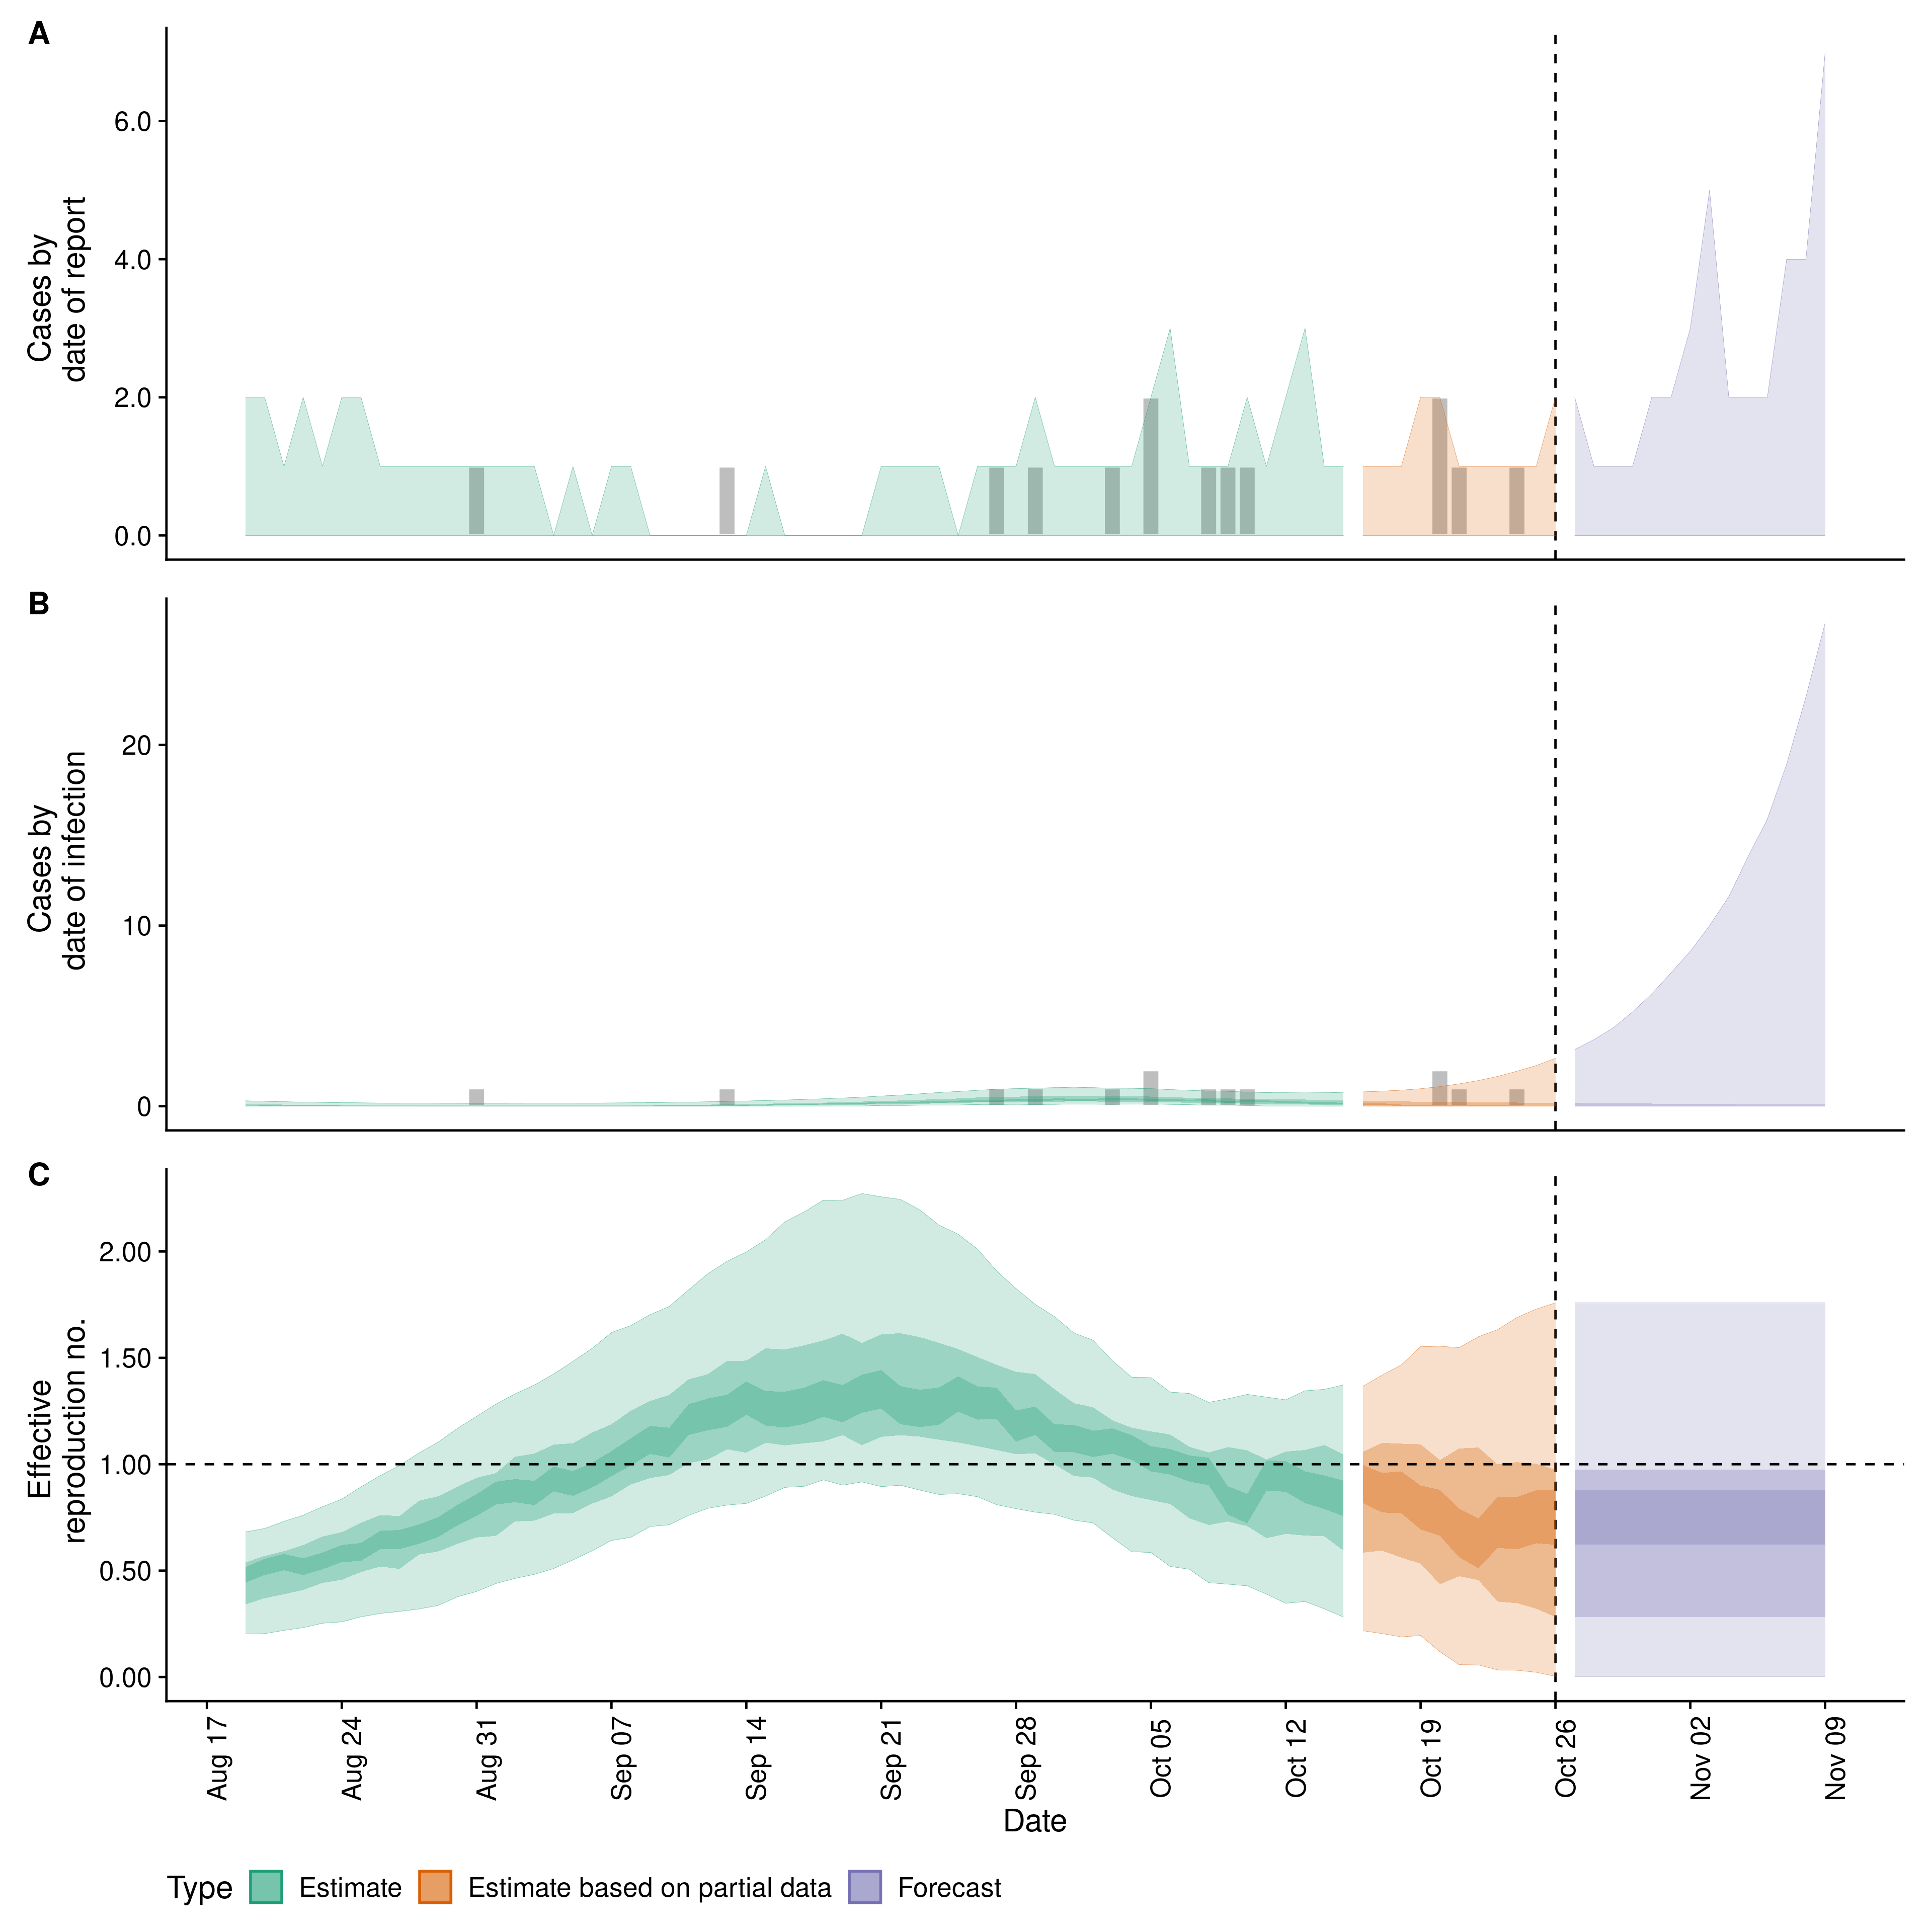 A
Cases by
date of report
6.0
4.0
2.0
0.0
B
Cases by
date of infection
20
10
0
C
Effective
reproduction no.
2.00
1.50
1.00
0.50
0.00
Aug 17
Aug 24
Aug 31
Sep 07
Sep 14
Sep 21
Sep 28
Oct 05
Oct 12
Oct 19
Oct 26
Nov 02
Nov 09
Date
Type Estimate Estimate based on partial data Forecast